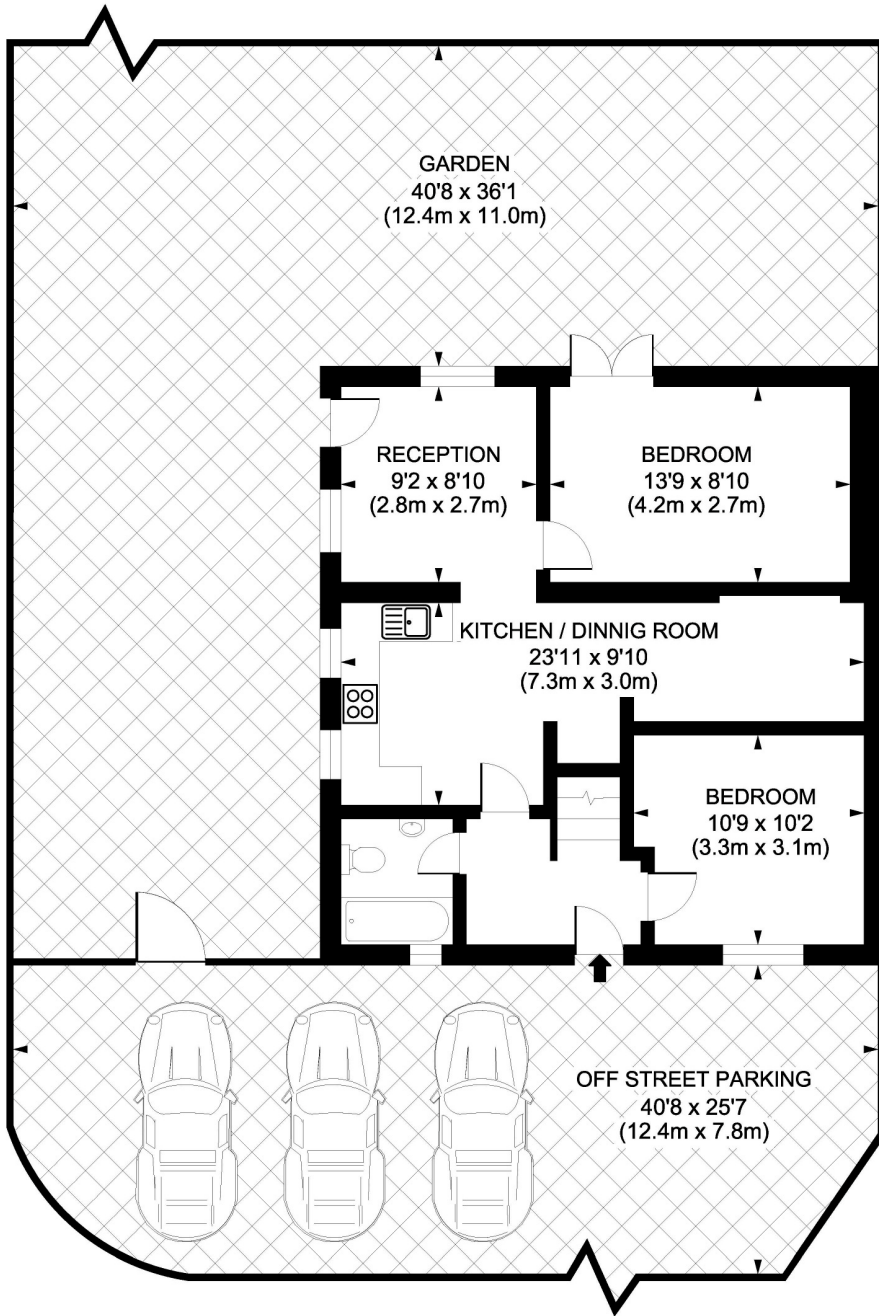 GARDEN
40'8 x 36'1
(12.4m x 11.0m)
RECEPTION
9'2 x 8'10
(2.8m x 2.7m)
BEDROOM
13'9 x 8'10
(4.2m x 2.7m)
KITCHEN / DINNIG ROOM
23'11 x 9'10
(7.3m x 3.0m)
BEDROOM
10'9 x 10'2
(3.3m x 3.1m)
OFF STREET PARKING
40'8 x 25'7
(12.4m x 7.8m)